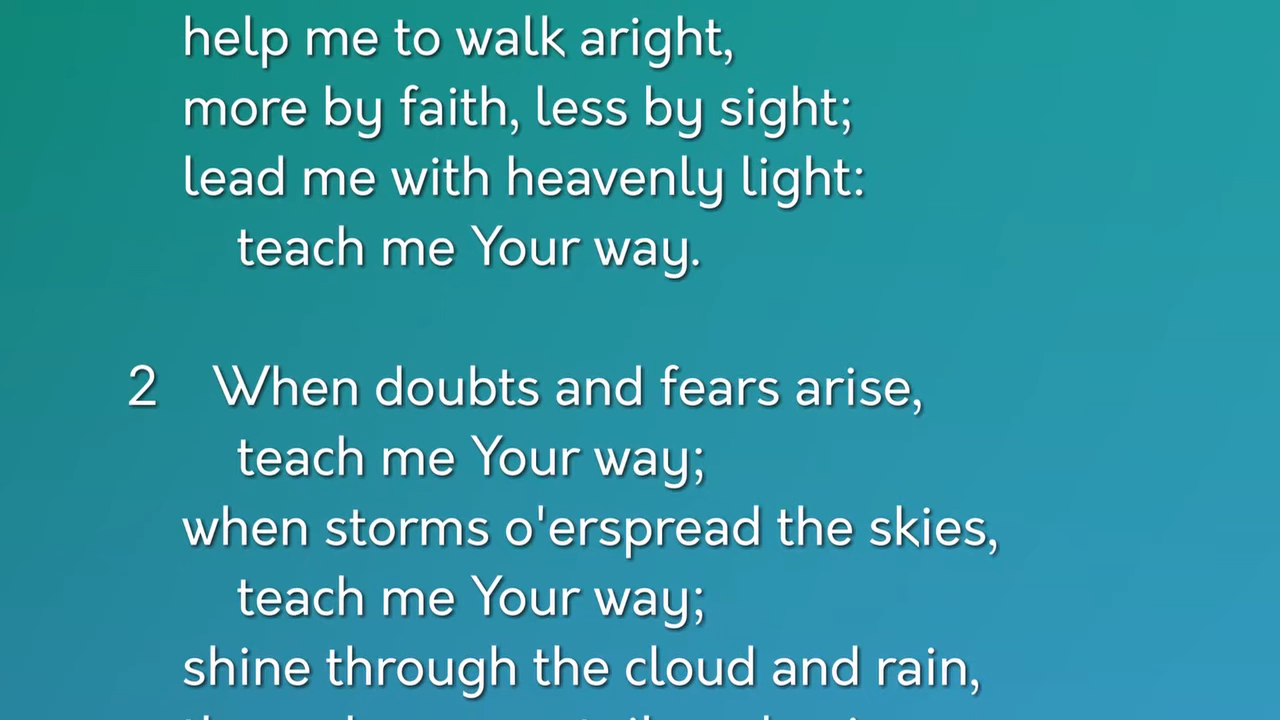 help me to walk aright,
more by faith, less by sight;
lead me with heavenly light:
teach me Your way.
2 When doubts and fears arise,
teach me Your way;
when storms o'erspread the skies,
teach me Your way;
shine through the cloud and rain,